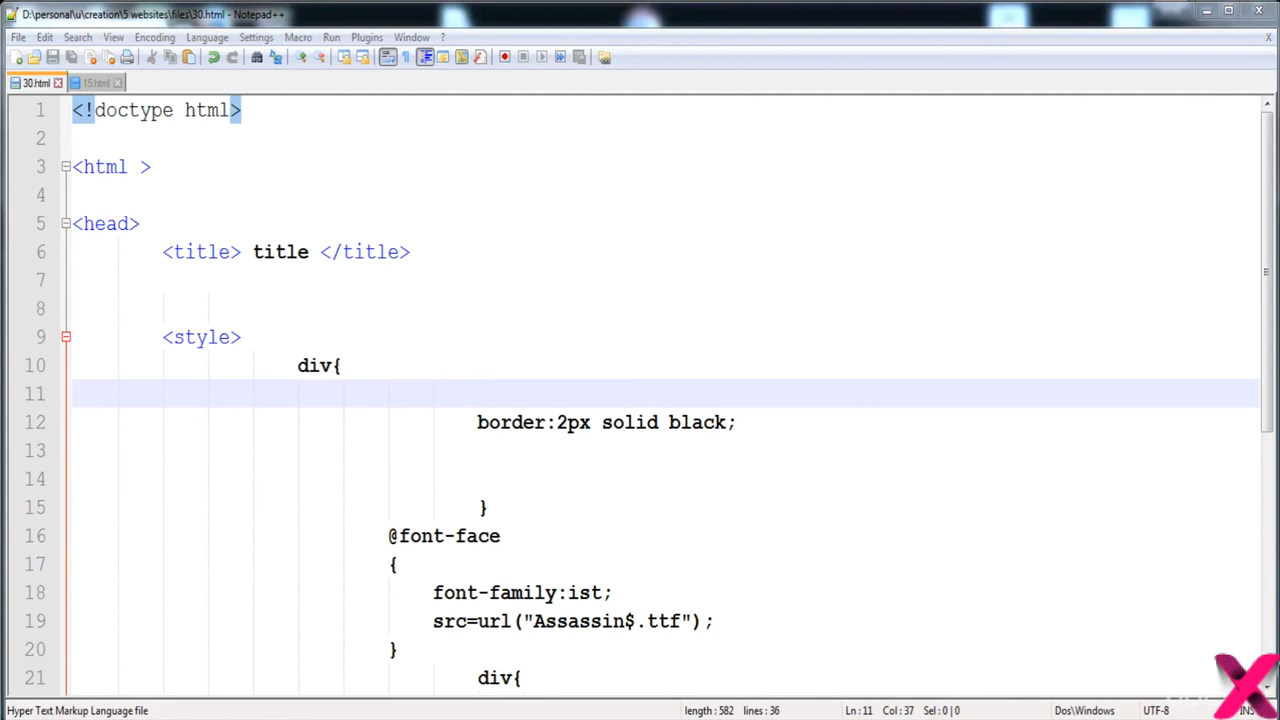 D:\personal\u\creation\5 websites\files\30.html - Notepad++
File Edit Search View Encoding Language Settings Macro Run Plugins Window ? X
30.html 15.html
1 <!doctype html>
2
3 <html >
4
5 <head>
6 <title> title </title>
7
8
9 <style>
10 div{
11
12 border:2px solid black;
13
14
15 }
16 @font-face
17 {
18 font-family:ist;
19 src=url("Assassin$.ttf");
20 }
21 div{
Hyper Text Markup Language file length : 582 lines : 36 Ln : 11 Col : 37 Sel : 0 | 0 Dos\Windows UTF-8 INS